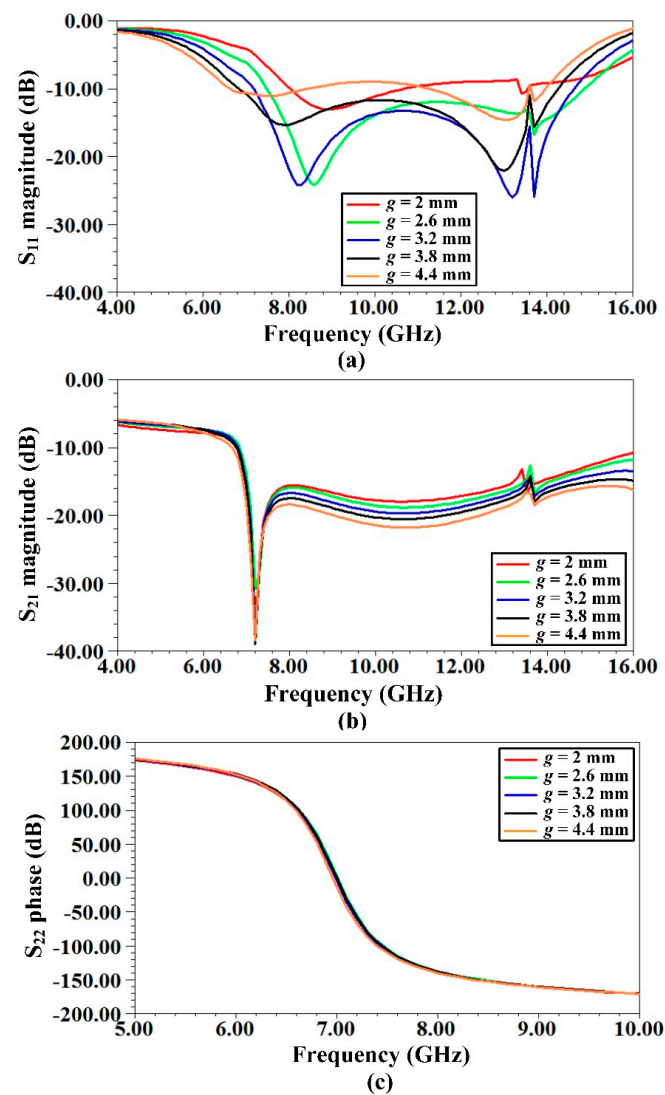 0.00
-10.00
-20.00
-30.00
-40.00
S11 magnitude (dB)
g = 2 mm
g = 2.6 mm
g = 3.2 mm
g = 3.8 mm
g = 4.4 mm
4.00 6.00 8.00 10.00 12.00 14.00 16.00
Frequency (GHz)
(a)
0.00
-10.00
-20.00
-30.00
-40.00
S21 magnitude (dB)
g = 2 mm
g = 2.6 mm
g = 3.2 mm
g = 3.8 mm
g = 4.4 mm
4.00 6.00 8.00 10.00 12.00 14.00 16.00
Frequency (GHz)
(b)
200.00
150.00
100.00
50.00
0.00
-50.00
-100.00
-150.00
-200.00
S22 phase (dB)
g = 2 mm
g = 2.6 mm
g = 3.2 mm
g = 3.8 mm
g = 4.4 mm
5.00 6.00 7.00 8.00 9.00 10.00
Frequency (GHz)
(c)